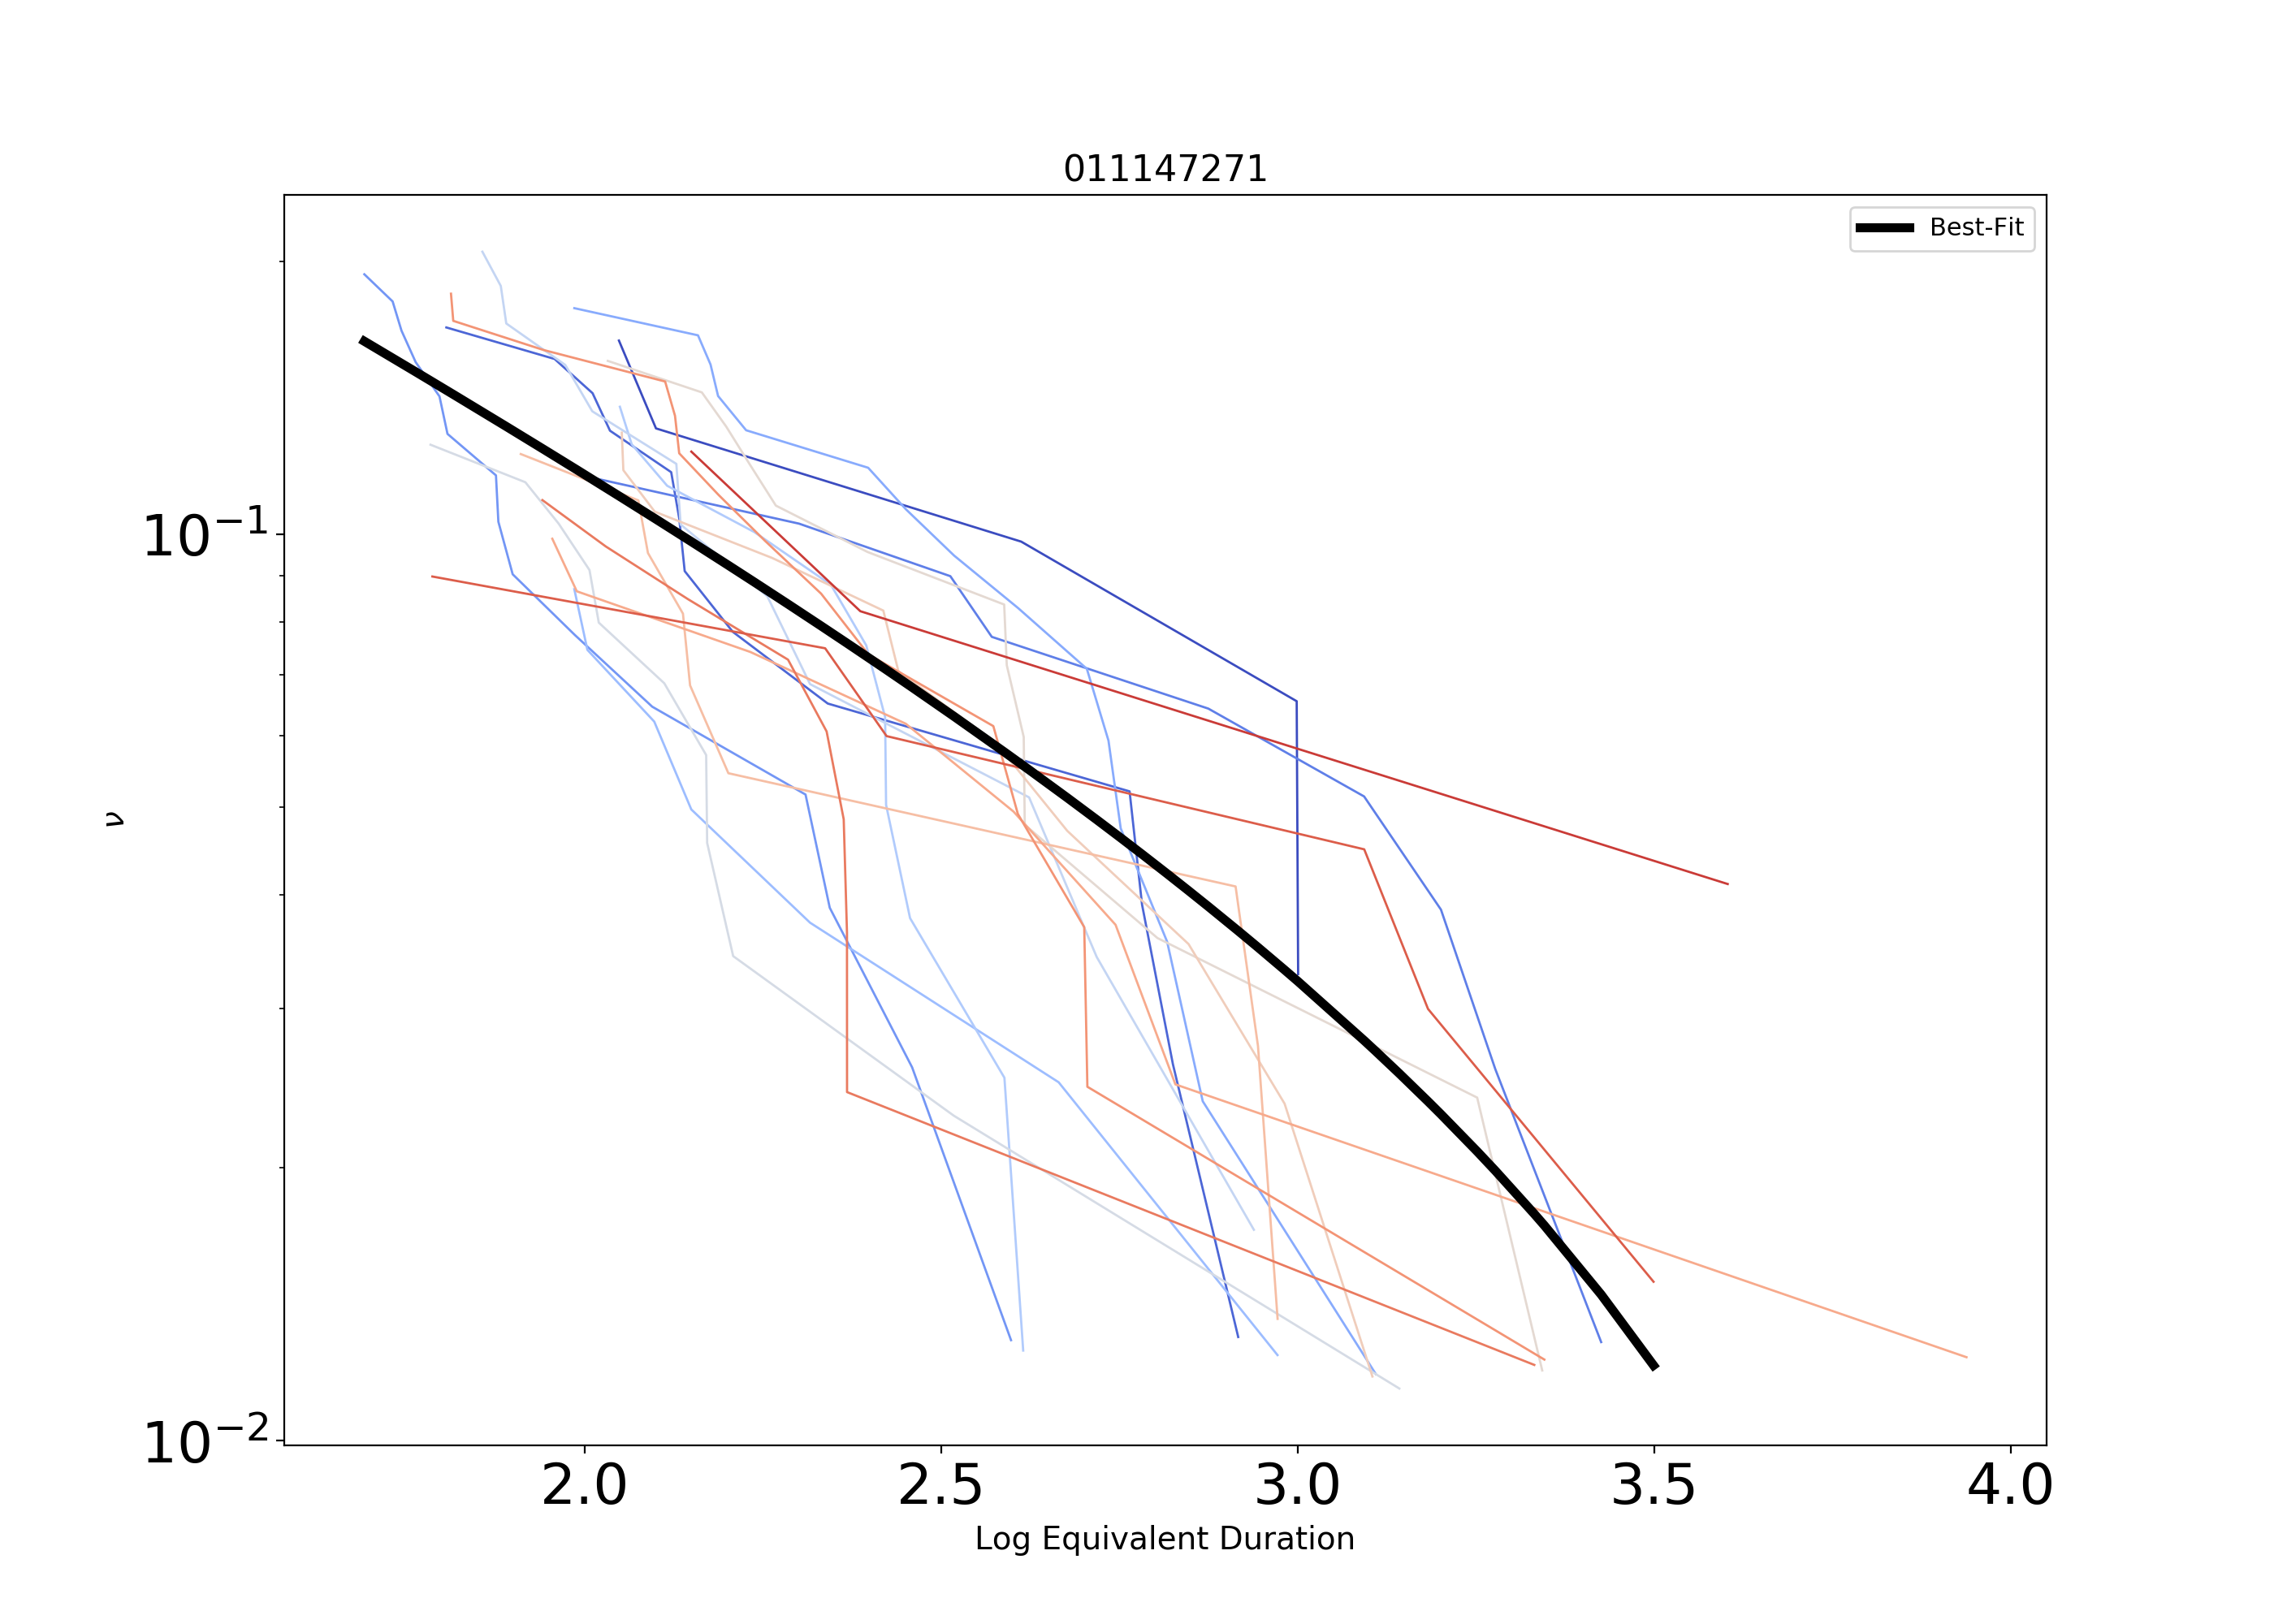 011147271
Best-Fit
10⁻¹
ν
10⁻²
2.0 2.5 3.0 3.5 4.0
Log Equivalent Duration